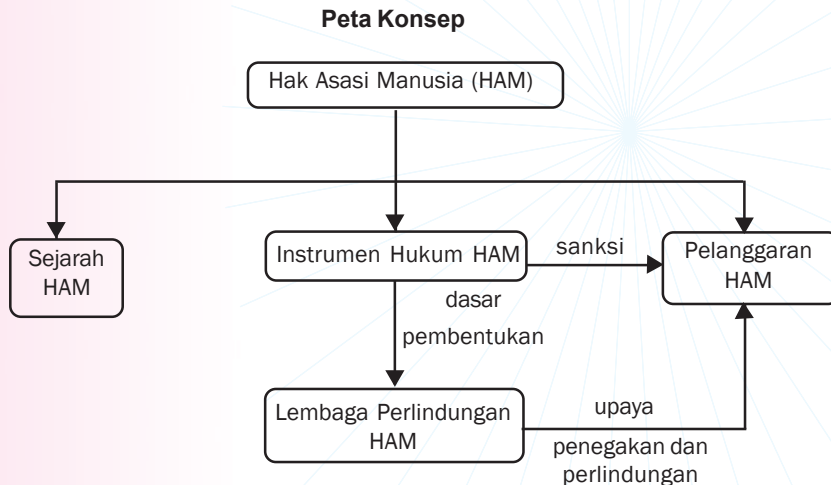 Peta Konsep
Hak Asasi Manusia (HAM)
Sejarah
HAM
Instrumen Hukum HAM
sanksi
Pelanggaran
HAM
dasar
pembentukan
Lembaga Perlindungan
HAM
upaya
penegakan dan
perlindungan